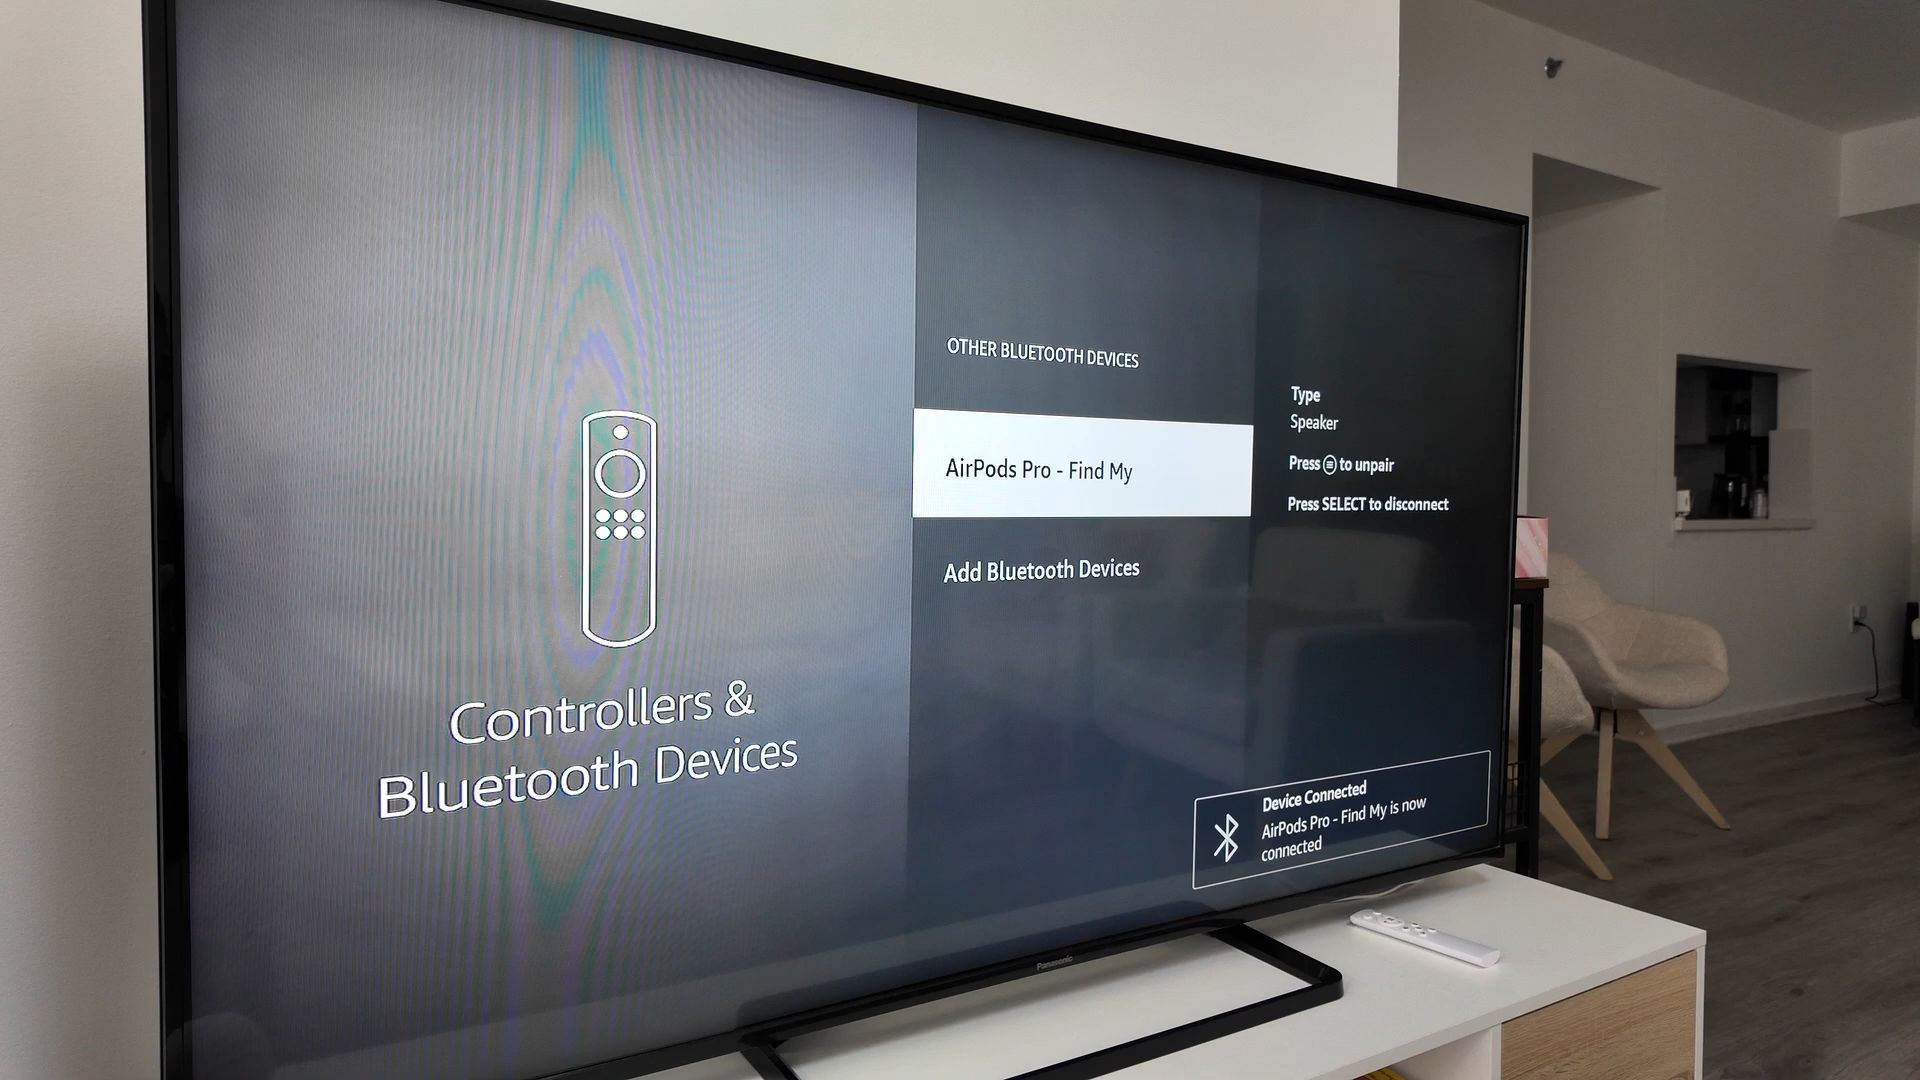 Controllers &
Bluetooth Devices
OTHER BLUETOOTH DEVICES
AirPods Pro - Find My
Add Bluetooth Devices
Type
Speaker
Press to unpair
Press SELECT to disconnect
Device Connected
AirPods Pro - Find My is now
connected
Panasonic